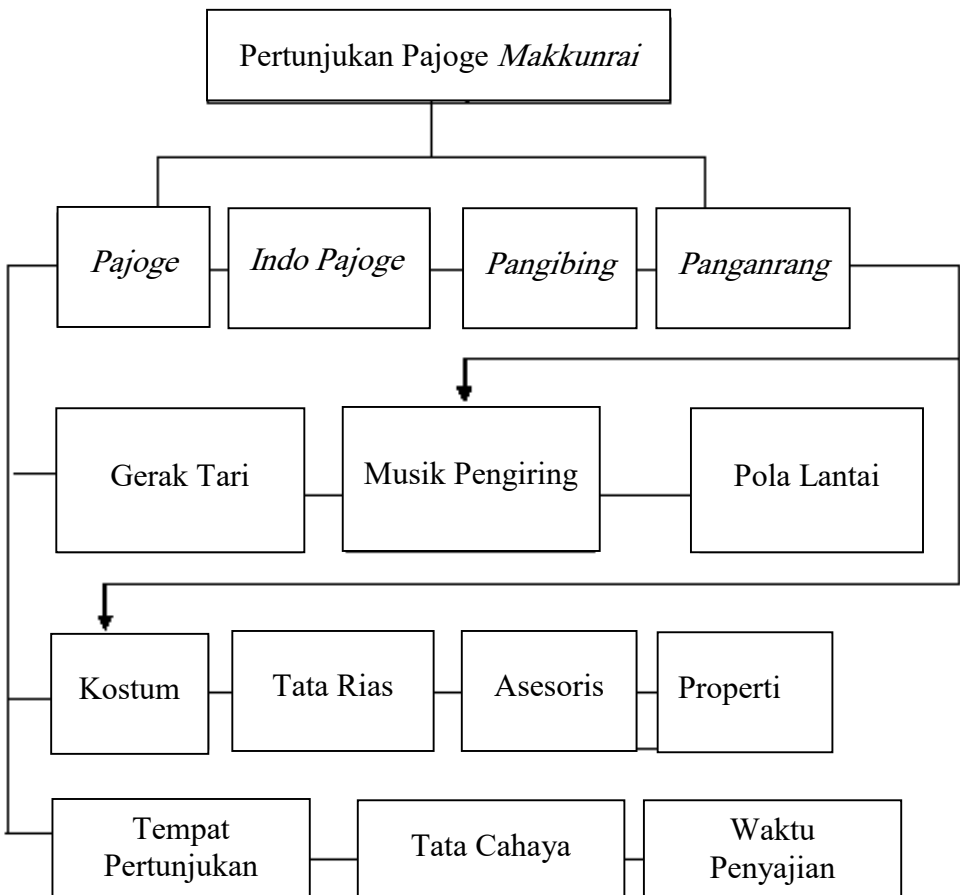 Pertunjukan Pajoge Makkunrai
Pajoge
Indo Pajoge
Pangibing
Panganrang
Gerak Tari
Musik Pengiring
Pola Lantai
Kostum
Tata Rias
Asesoris
Properti
Tempat
Pertunjukan
Tata Cahaya
Waktu
Penyajian